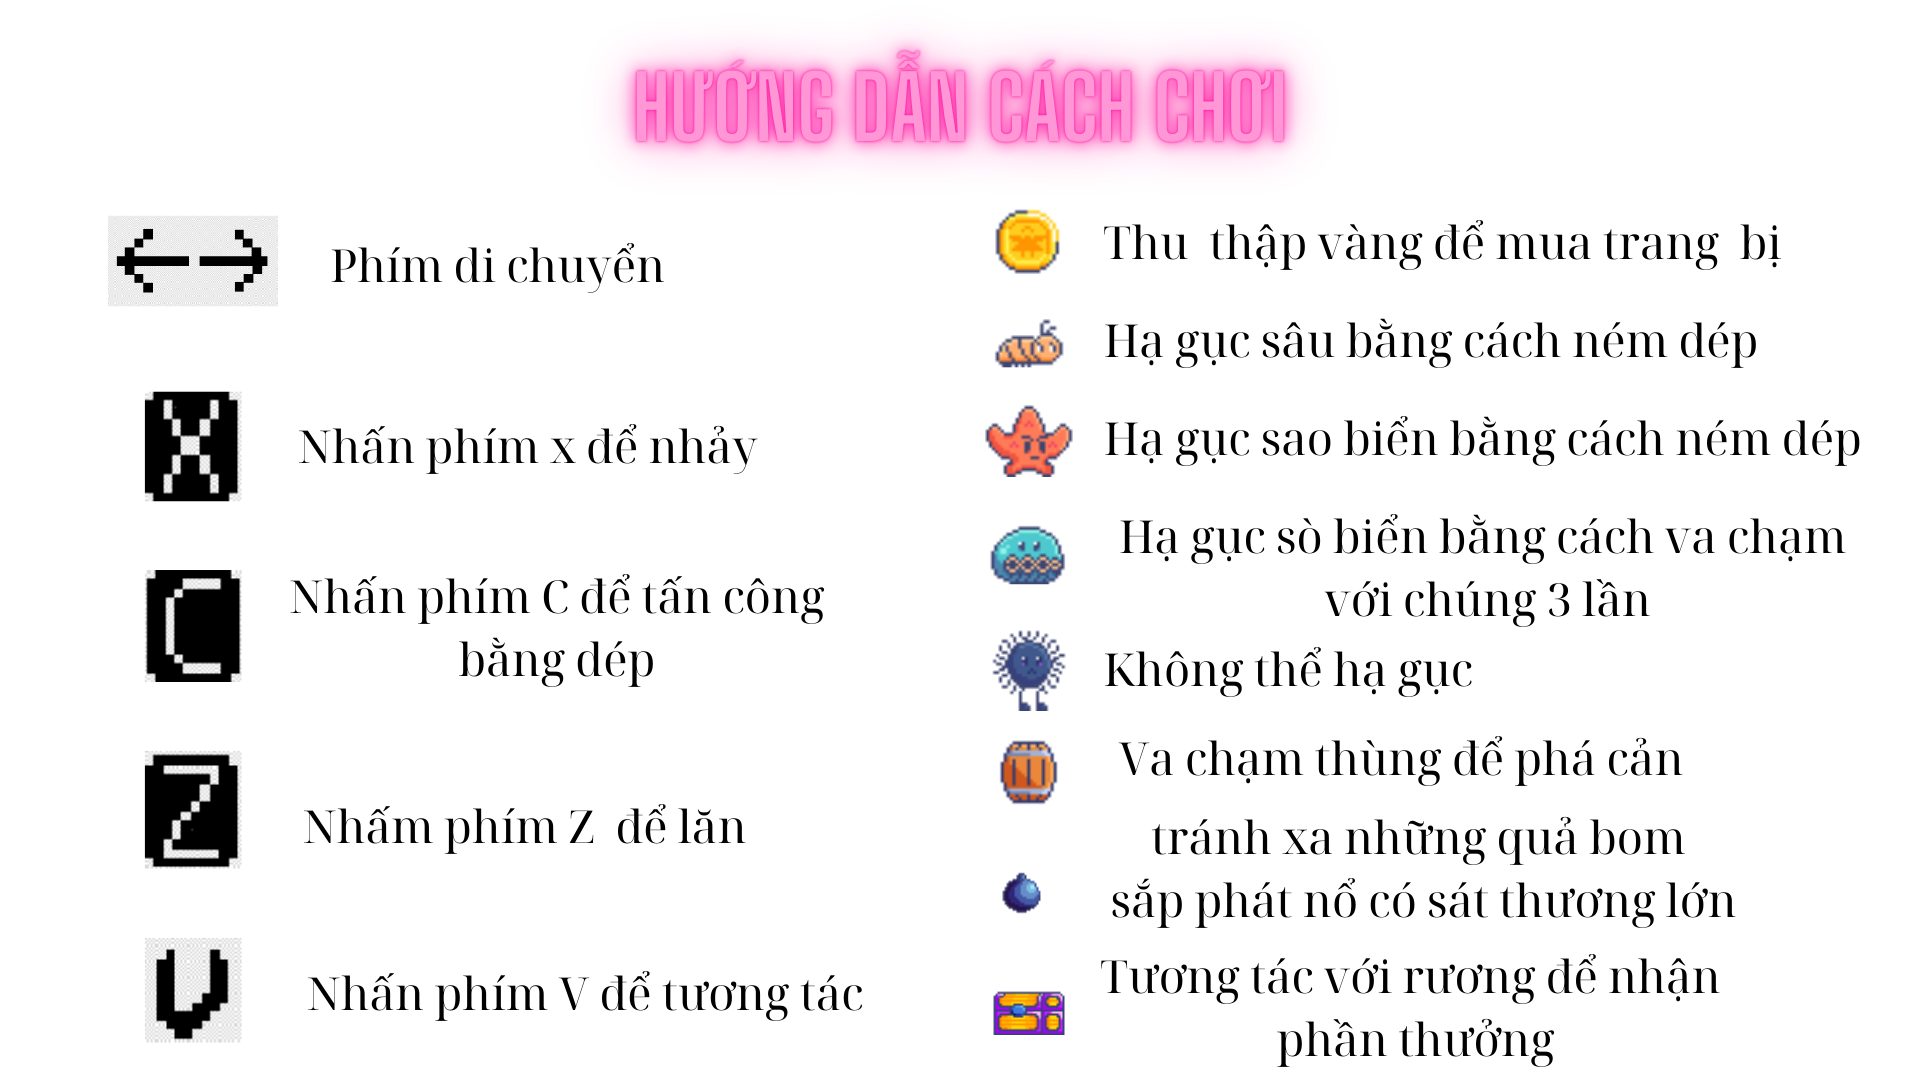 HƯỚNG DẪN CÁCH CHƠI
Phím di chuyển
X
Nhấn phím x để nhảy
C
Nhấn phím C để tấn công
bằng dép
Z
Nhấm phím Z để lăn
V
Nhấn phím V để tương tác
Thu thập vàng để mua trang bị
Hạ gục sâu bằng cách ném dép
Hạ gục sao biển bằng cách ném dép
Hạ gục sò biển bằng cách va chạm
với chúng 3 lần
Không thể hạ gục
Va chạm thùng để phá cản
tránh xa những quả bom
sắp phát nổ có sát thương lớn
Tương tác với rương để nhận
phần thưởng